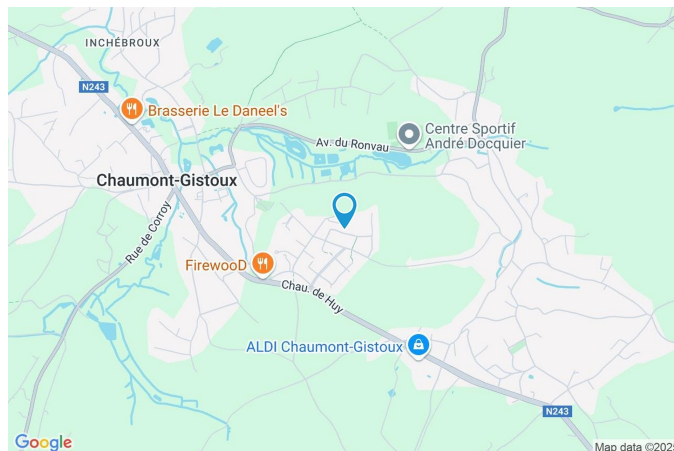 INCHÉBROUX
N243
Brasserie Le Daneel's
Av. du Ronvau
Centre Sportif
André Docquier
Chaumont-Gistoux
Rue de Corroy
FirewooD
Chau. de Huy
ALDI Chaumont-Gistoux
N243
Google
Map data ©2025